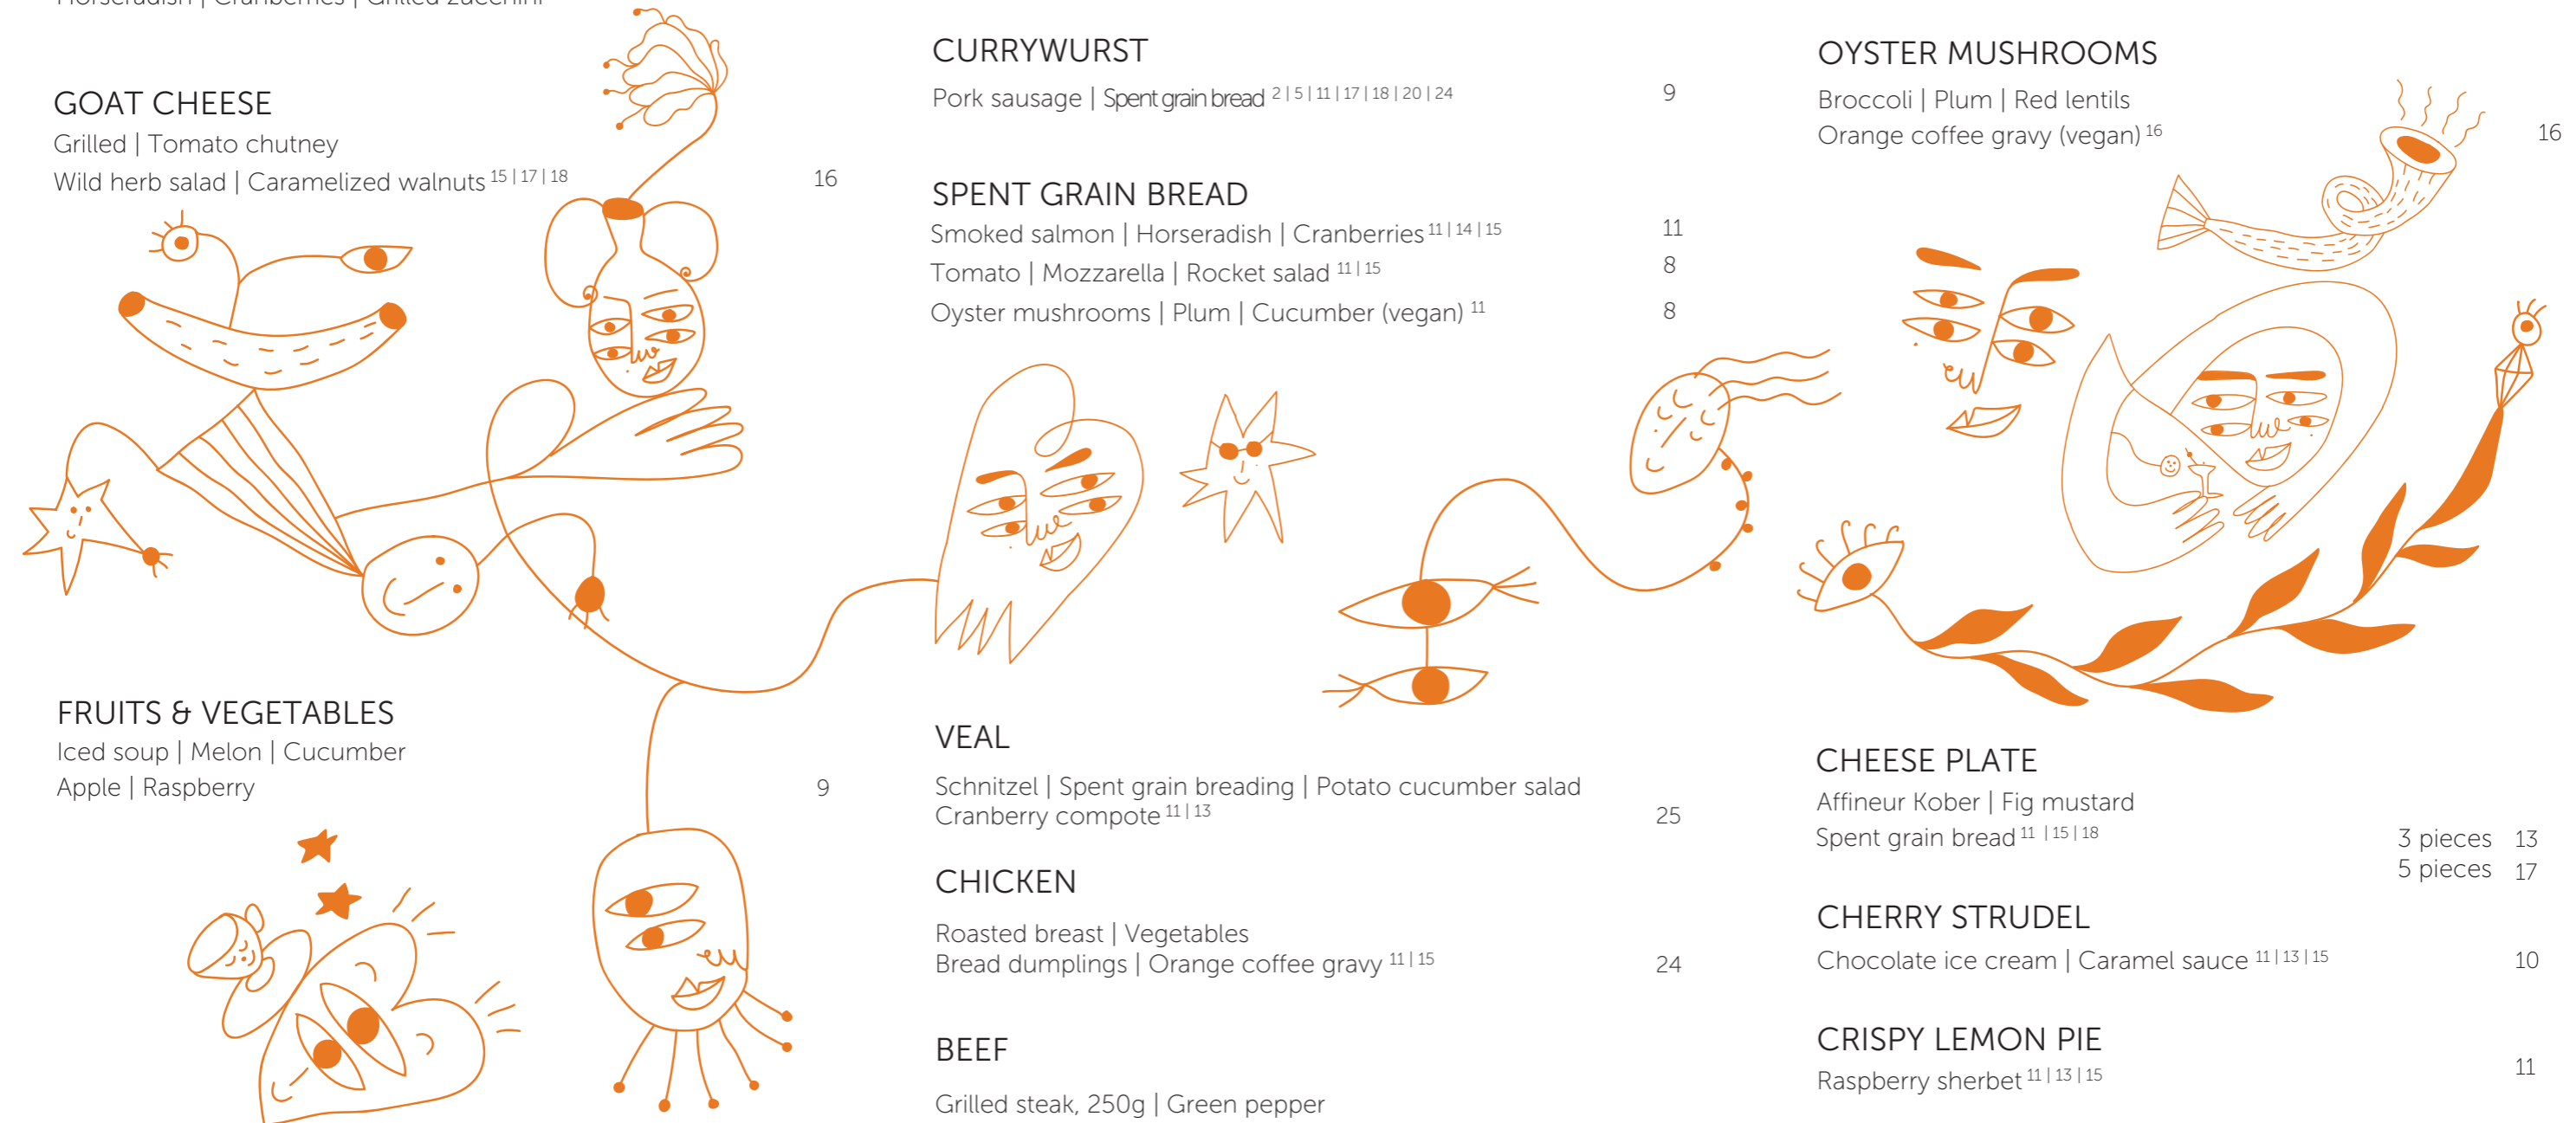 Horseradish | Cranberries | Grilled zucchini
GOAT CHEESE
Grilled | Tomato chutney
Wild herb salad | Caramelized walnuts 15 | 17 | 18 16
FRUITS & VEGETABLES
Iced soup | Melon | Cucumber
Apple | Raspberry 9
CURRYWURST
Pork sausage | Spent grain bread 2 | 5 | 11 | 17 | 18 | 20 | 24 9
SPENT GRAIN BREAD
Smoked salmon | Horseradish | Cranberries 11 | 14 | 15 11
Tomato | Mozzarella | Rocket salad 11 | 15 8
Oyster mushrooms | Plum | Cucumber (vegan) 11 8
VEAL
Schnitzel | Spent grain breading | Potato cucumber salad
Cranberry compote 11 | 13 25
CHICKEN
Roasted breast | Vegetables
Bread dumplings | Orange coffee gravy 11 | 15 24
BEEF
Grilled steak, 250g | Green pepper
OYSTER MUSHROOMS
Broccoli | Plum | Red lentils
Orange coffee gravy (vegan) 16 16
CHEESE PLATE
Affineur Kober | Fig mustard
Spent grain bread 11 | 15 | 18 3 pieces 13
5 pieces 17
CHERRY STRUDEL
Chocolate ice cream | Caramel sauce 11 | 13 | 15 10
CRISPY LEMON PIE
Raspberry sherbet 11 | 13 | 15 11